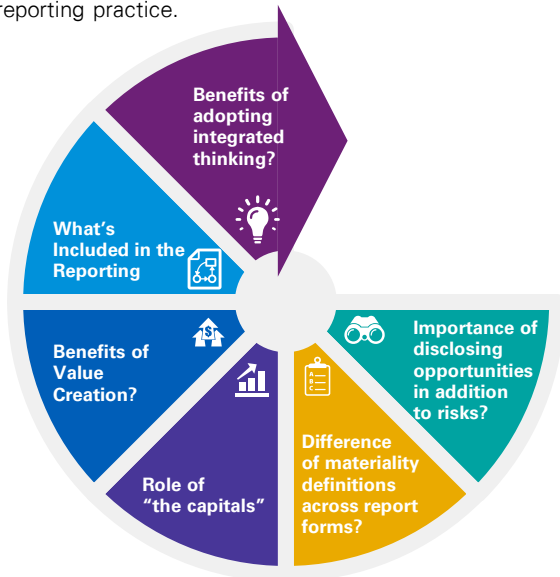 reporting practice.
Benefits of
adopting
integrated
thinking?
What's
Included in the
Reporting
Benefits of
Value
Creation?
Role of
"the capitals"
Difference
of materiality
definitions
across report
forms?
Importance of
disclosing
opportunities
in addition
to risks?
$
A
B
C